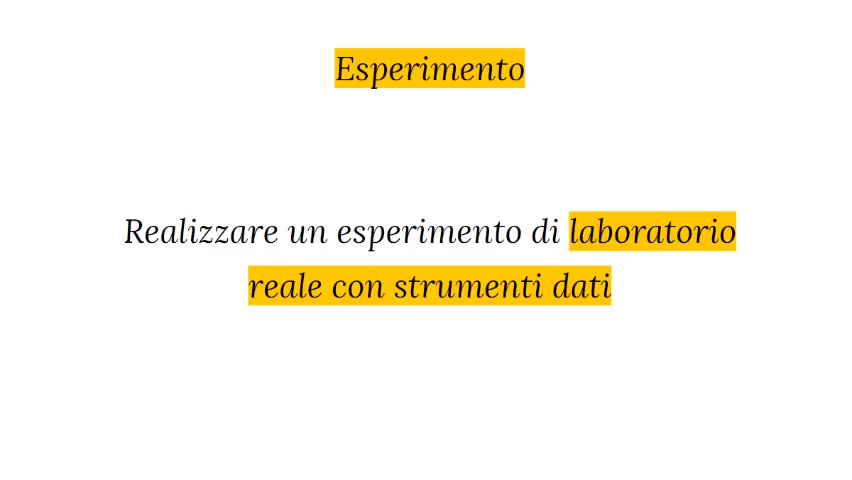 Esperimento
Realizzare un esperimento di laboratorio
reale con strumenti dati